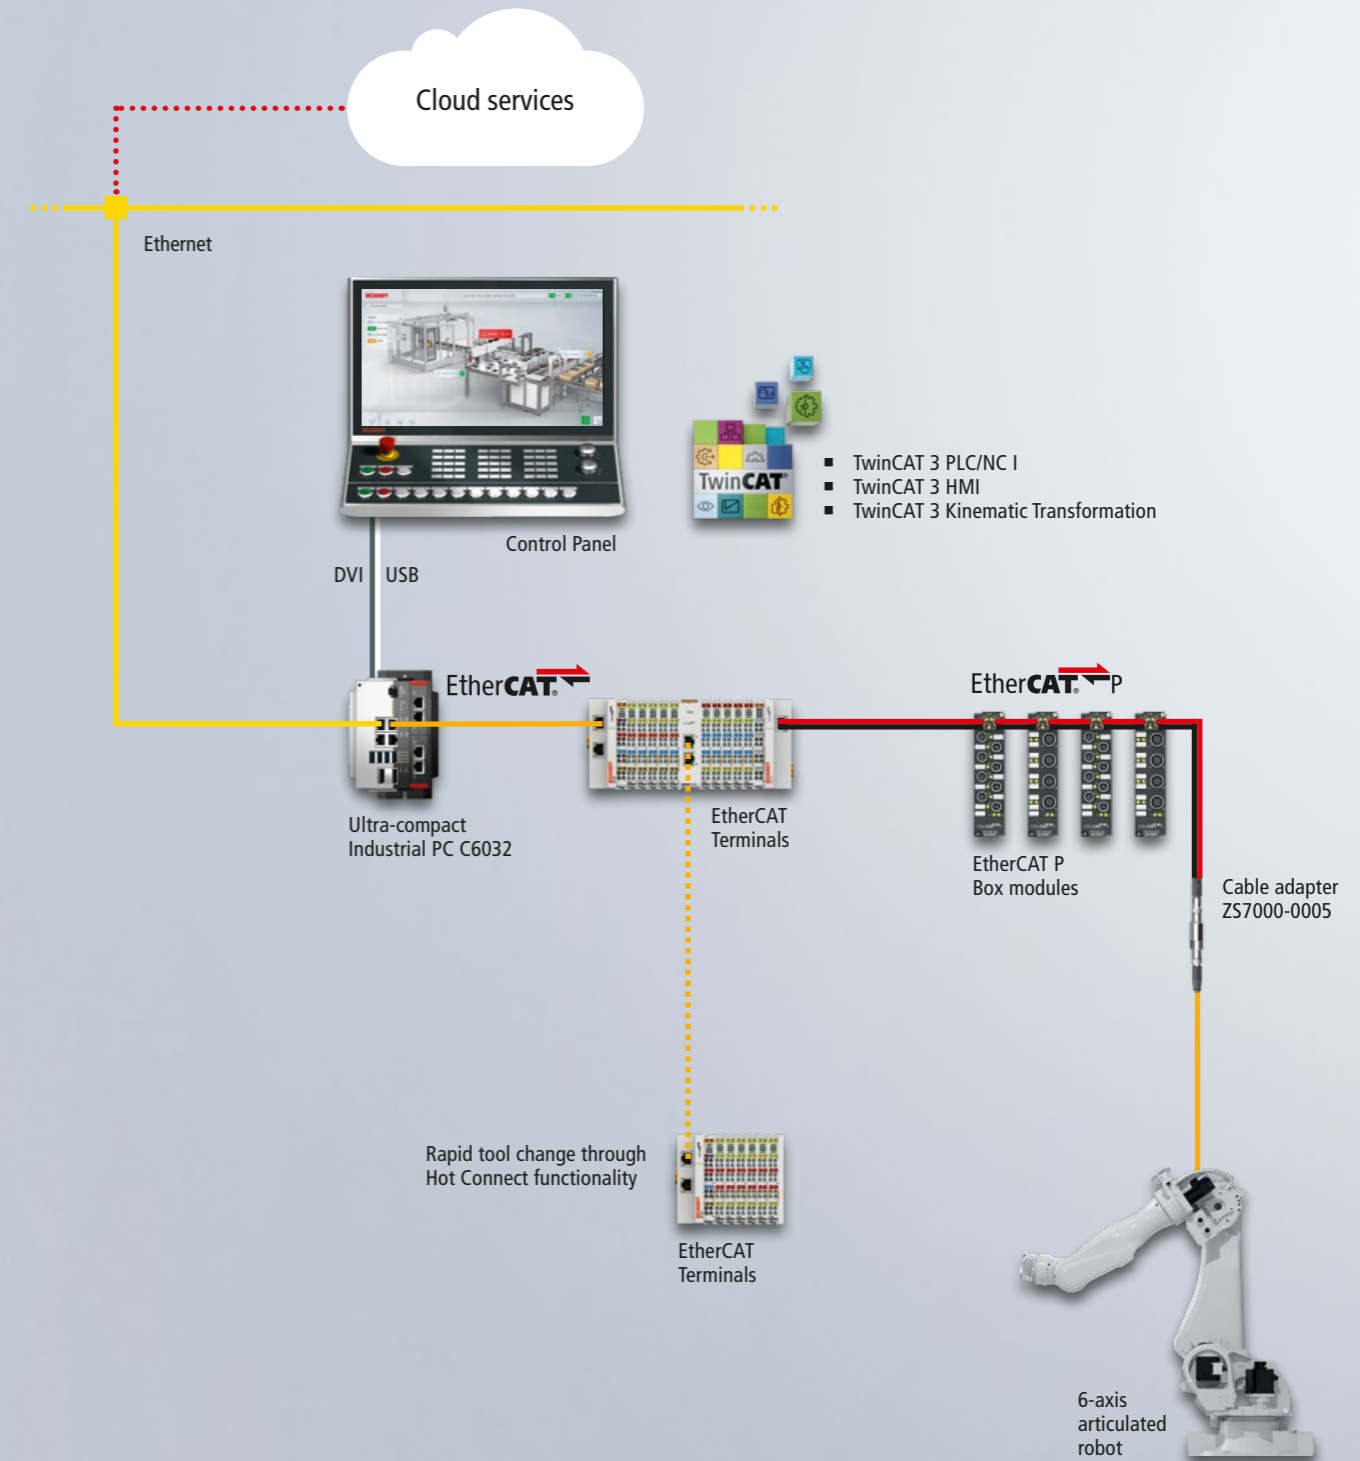 Cloud services
Ethernet
BECKHOFF
TwinCAT®
■ TwinCAT 3 PLC/NC I
■ TwinCAT 3 HMI
■ TwinCAT 3 Kinematic Transformation
Control Panel
DVI USB
EtherCAT®
EtherCAT® P
Ultra-compact
Industrial PC C6032
EtherCAT
Terminals
EtherCAT P
Box modules
Cable adapter
ZS7000-0005
Rapid tool change through
Hot Connect functionality
EtherCAT
Terminals
6-axis
articulated
robot